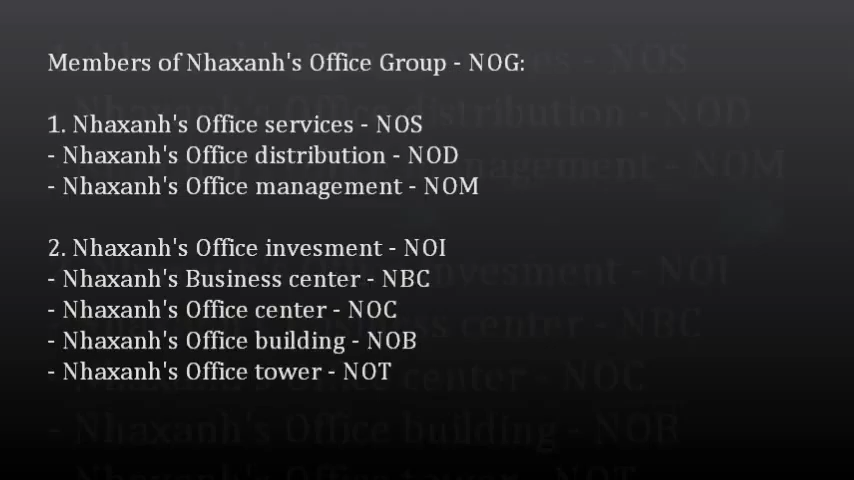 Members of Nhaxanh's Office Group - NOG:
1. Nhaxanh's Office services - NOS
- Nhaxanh's Office distribution - NOD
- Nhaxanh's Office management - NOM
2. Nhaxanh's Office invesment - NOI
- Nhaxanh's Business center - NBC
- Nhaxanh's Office center - NOC
- Nhaxanh's Office building - NOB
- Nhaxanh's Office tower - NOT